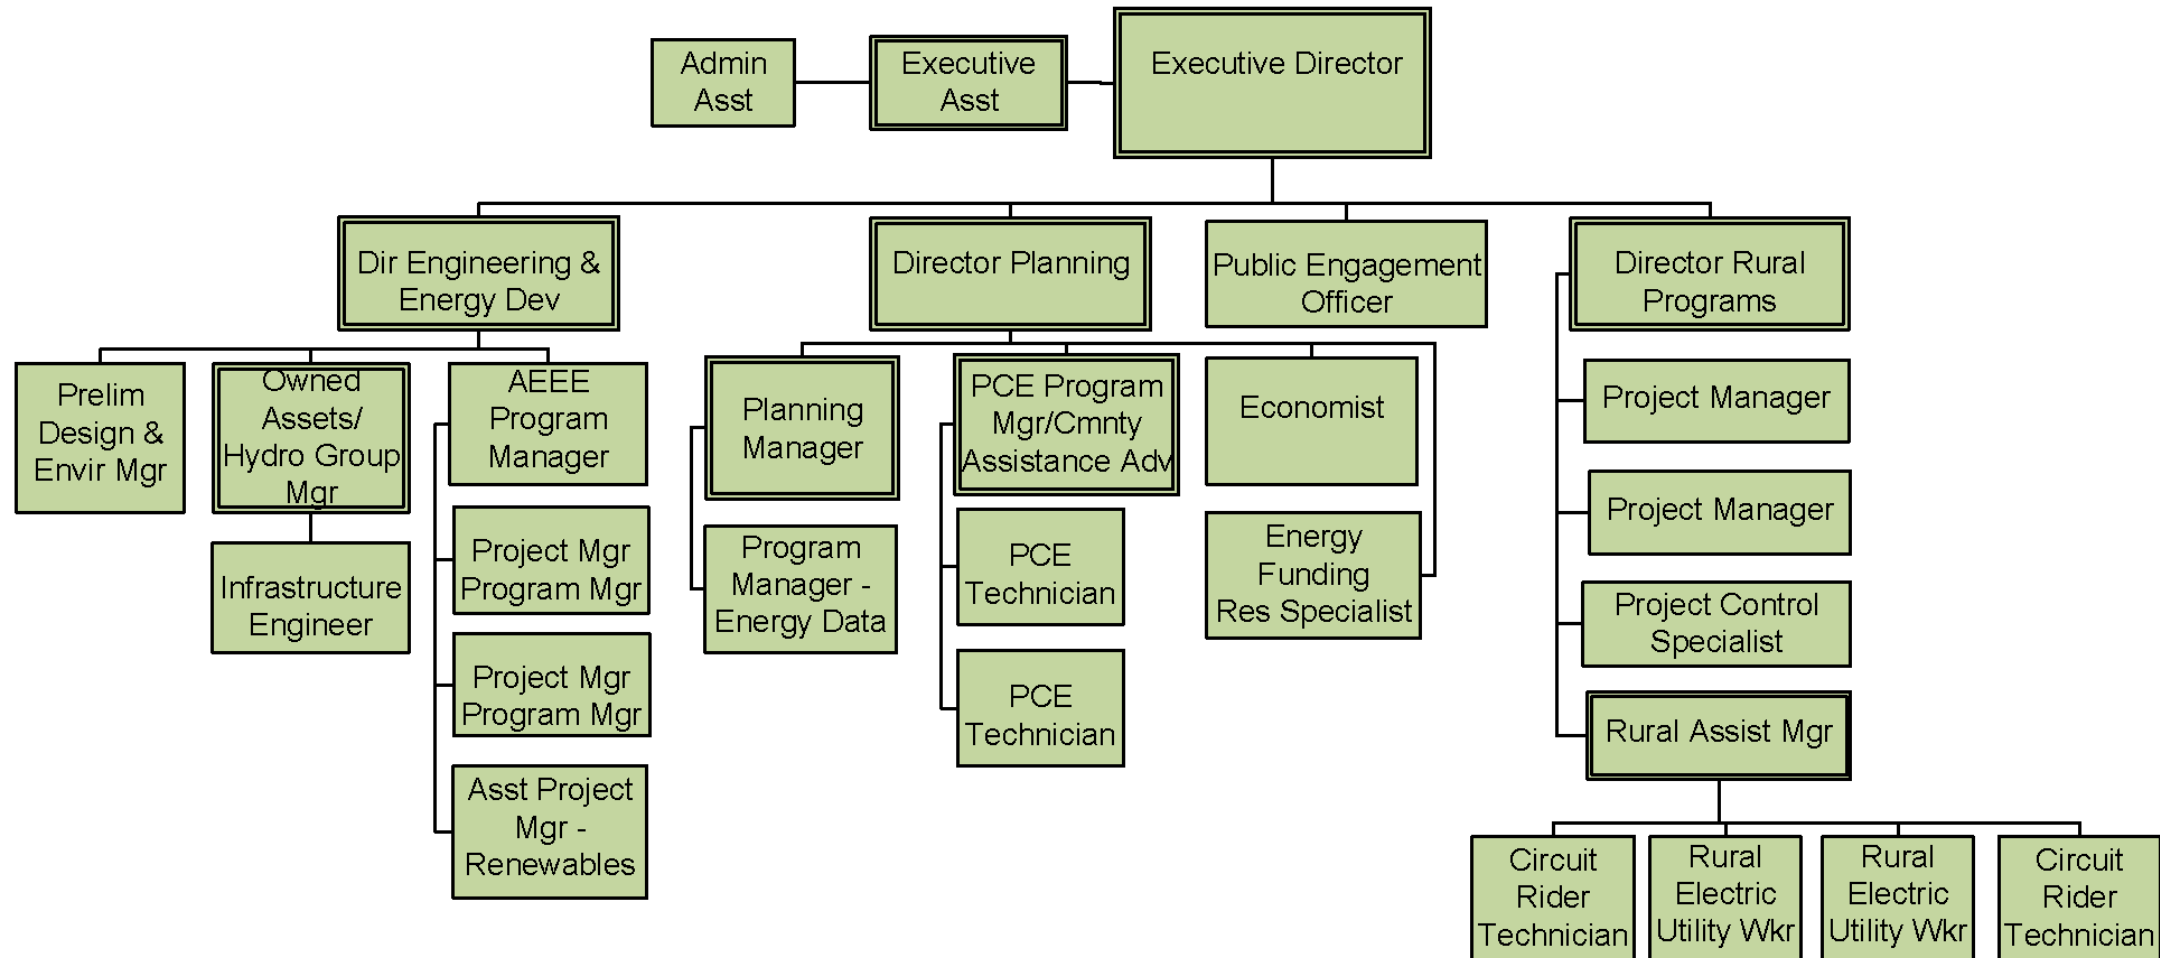 Admin
Asst
Executive
Asst
Executive Director
Dir Engineering &
Energy Dev
Director Planning
Public Engagement
Officer
Director Rural
Programs
Prelim
Design &
Envir Mgr
Owned
Assets/
Hydro Group
Mgr
AEEE
Program
Manager
Planning
Manager
PCE Program
Mgr/Cmnty
Assistance Adv
Economist
Project Manager
Infrastructure
Engineer
Project Mgr
Program Mgr
Program
Manager -
Energy Data
PCE
Technician
Energy
Funding
Res Specialist
Project Manager
Project Mgr
Program Mgr
PCE
Technician
Project Control
Specialist
Asst Project
Mgr -
Renewables
Rural Assist Mgr
Circuit
Rider
Technician
Rural
Electric
Utility Wkr
Rural
Electric
Utility Wkr
Circuit
Rider
Technician